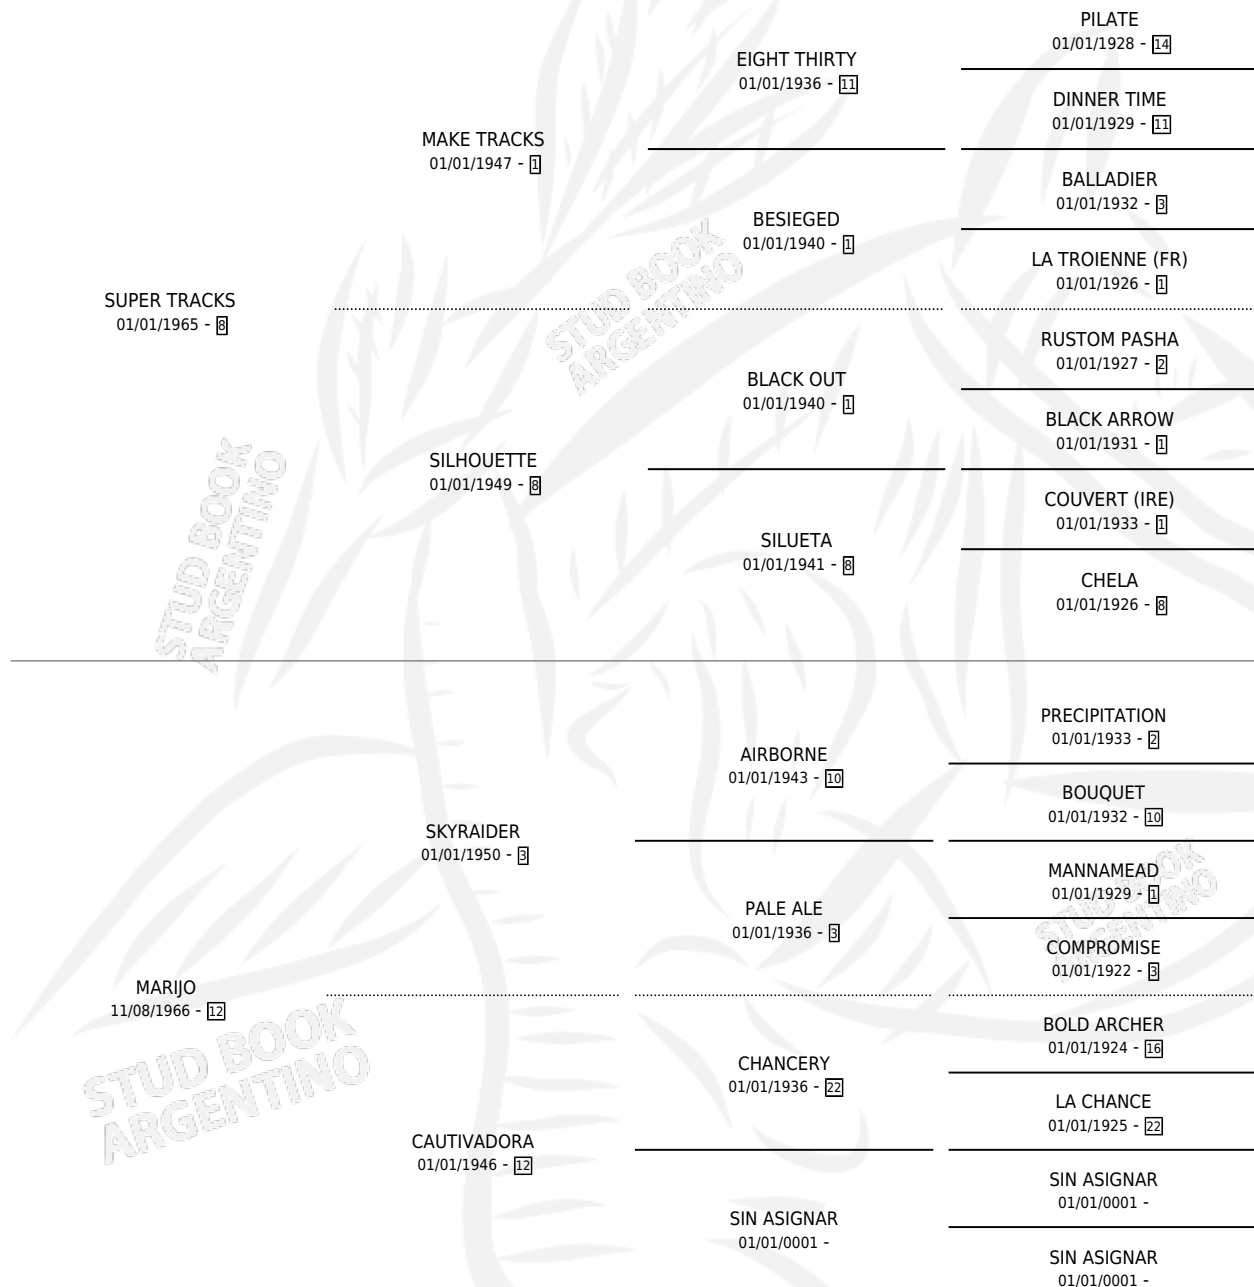 SUPER TRACKS
01/01/1965 - 8
MAKE TRACKS
01/01/1947 - 1
SILHOUETTE
01/01/1949 - 8
EIGHT THIRTY
01/01/1936 - 11
BESIEGED
01/01/1940 - 1
BLACK OUT
01/01/1940 - 1
SILUETA
01/01/1941 - 8
PILATE
01/01/1928 - 14
DINNER TIME
01/01/1929 - 11
BALLADIER
01/01/1932 - 3
LA TROIENNE (FR)
01/01/1926 - 1
RUSTOM PASHA
01/01/1927 - 2
BLACK ARROW
01/01/1931 - 1
COUVERT (IRE)
01/01/1933 - 1
CHELA
01/01/1926 - 8
MARIJO
11/08/1966 - 12
SKYRAIDER
01/01/1950 - 3
CAUTIVADORA
01/01/1946 - 12
AIRBORNE
01/01/1943 - 10
PALE ALE
01/01/1936 - 3
CHANCERY
01/01/1936 - 22
SIN ASIGNAR
01/01/0001 -
PRECIPITATION
01/01/1933 - 2
BOUQUET
01/01/1932 - 10
MANNAMEAD
01/01/1929 - 1
COMPROMISE
01/01/1922 - 3
BOLD ARCHER
01/01/1924 - 16
LA CHANCE
01/01/1925 - 22
SIN ASIGNAR
01/01/0001 -
SIN ASIGNAR
01/01/0001 -
STUD BOOK
ARGENTINO
STUD BOOK
ARGENTINO
STUD BOOK
ARGENTINO
STUD BOOK
ARGENTINO